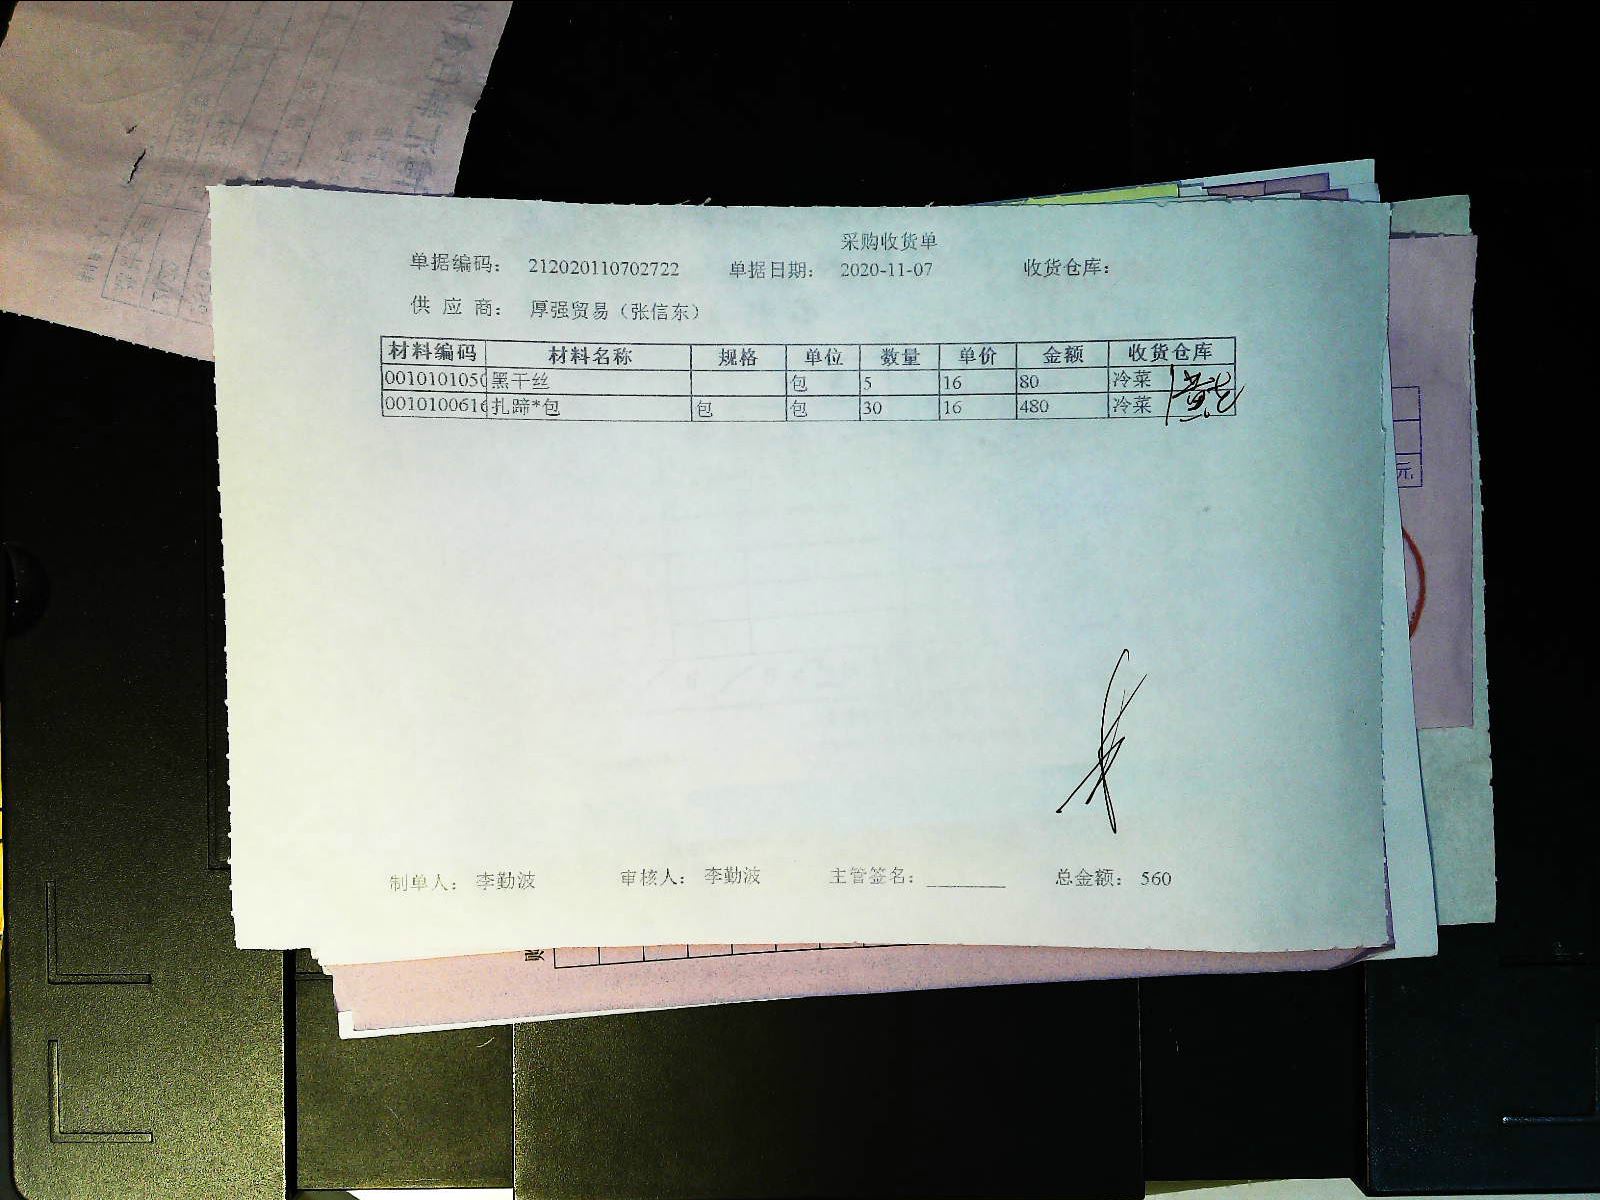 采购收货单
单据编码: 212020110702722 单据日期: 2020-11-07 收货仓库:
供 应 商: 厚强贸易（张信东）
材料编码 材料名称 规格 单位 数量 单价 金额 收货仓库
0010101050 黑干丝 包 5 16 80 冷菜
0010100616 扎蹄*包 包 包 30 16 480 冷菜
元
制单人: 李勤波 审核人: 李勤波 主管签名: 总金额: 560